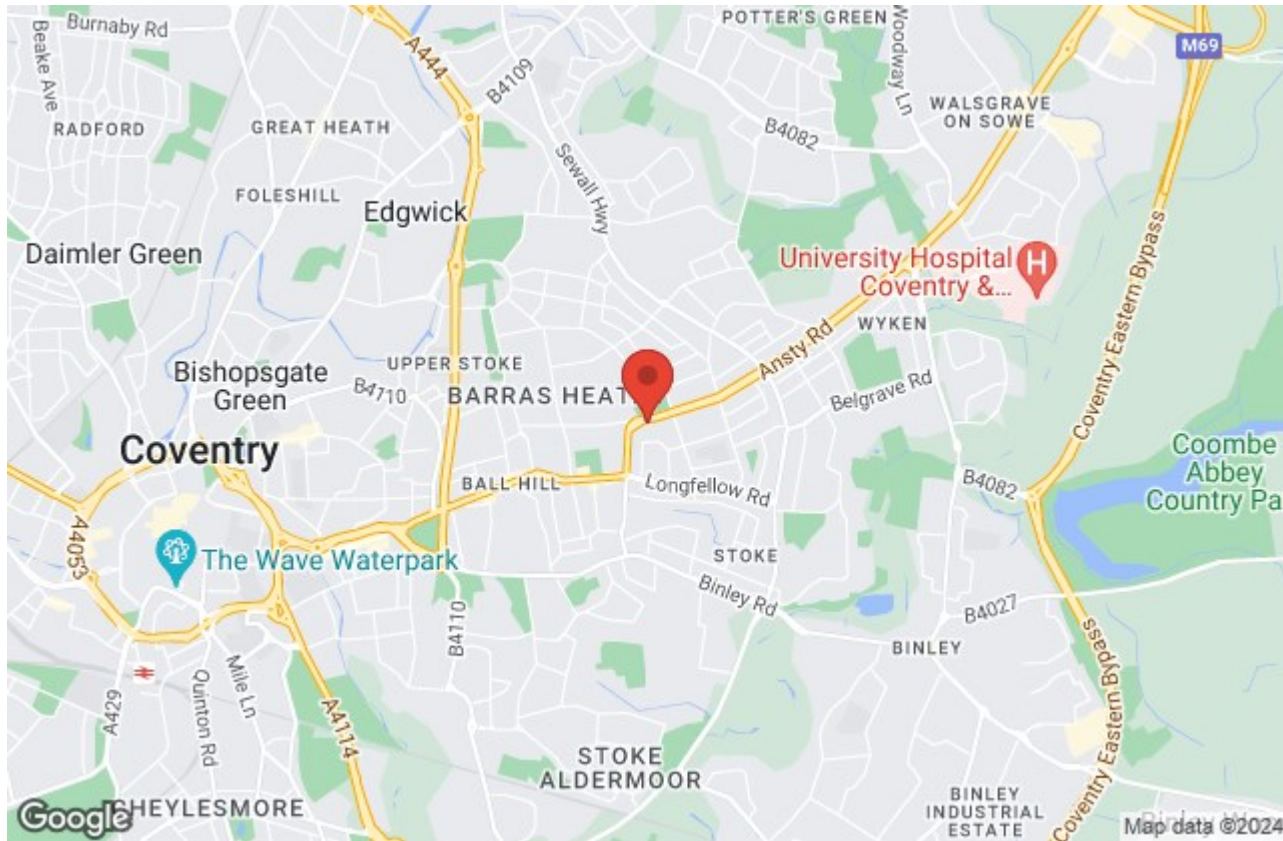 Burnaby Rd
POTTER'S GREEN
Woodway Ln
M69
Beake Ave
A444
B4109
WALSGRAVE
ON SOWE
RADFORD
GREAT HEATH
B4082
Sewall Hwy
FOLESHILL
Edgwick
Daimler Green
University Hospital
Coventry &...
H
Coventry Eastern Bypass
WYKEN
Ansty Rd
UPPER STOKE
Bishopsgate
Green
B4710
BARRAS HEAT
Belgrave Rd
Coventry
Coombe
Abbey
Country Pa
BALL HILL
Longfellow Rd
B4082
A4053
The Wave Waterpark
STOKE
Binley Rd
B4027
B4110
BINLEY
Mile Ln
Quinton Rd
A429
A4114
STOKE
ALDERMOOR
Coventry Eastern Bypass
BINLEY
INDUSTRIAL
ESTATE
Google
HEYLESMORE
Map data ©2024